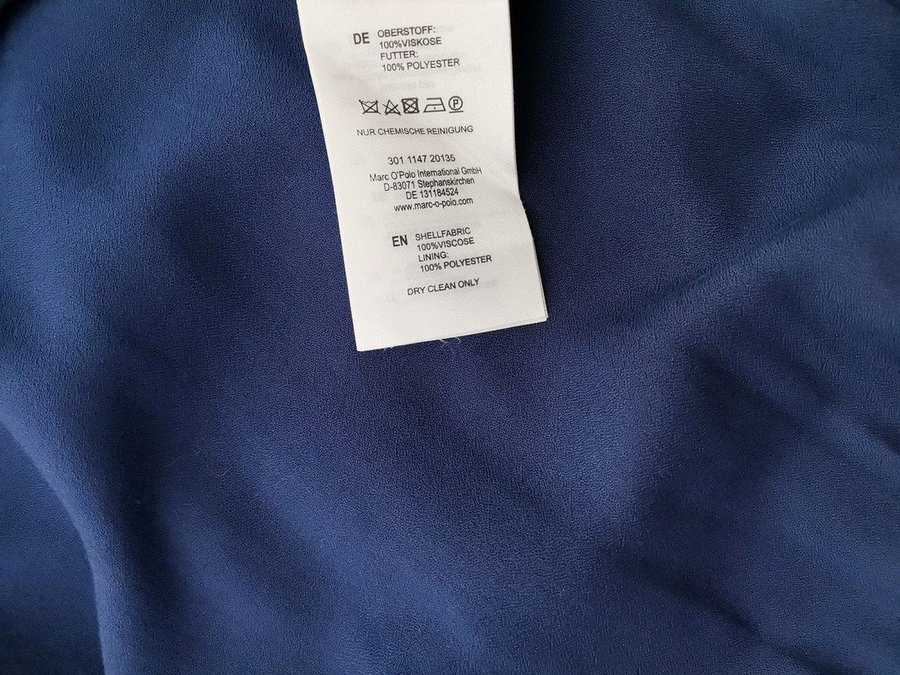 DE OBERSTOFF:
100%VISKOSE
FUTTER:
100% POLYESTER
P
NUR CHEMISCHE REINIGUNG
301 1147 20135
Marc O'Polo International GmbH
D-83071 Stephanskirchen
DE 131184524
www.marc-o-polo.com
EN SHELLFABRIC
100%VISCOSE
LINING:
100% POLYESTER
DRY CLEAN ONLY